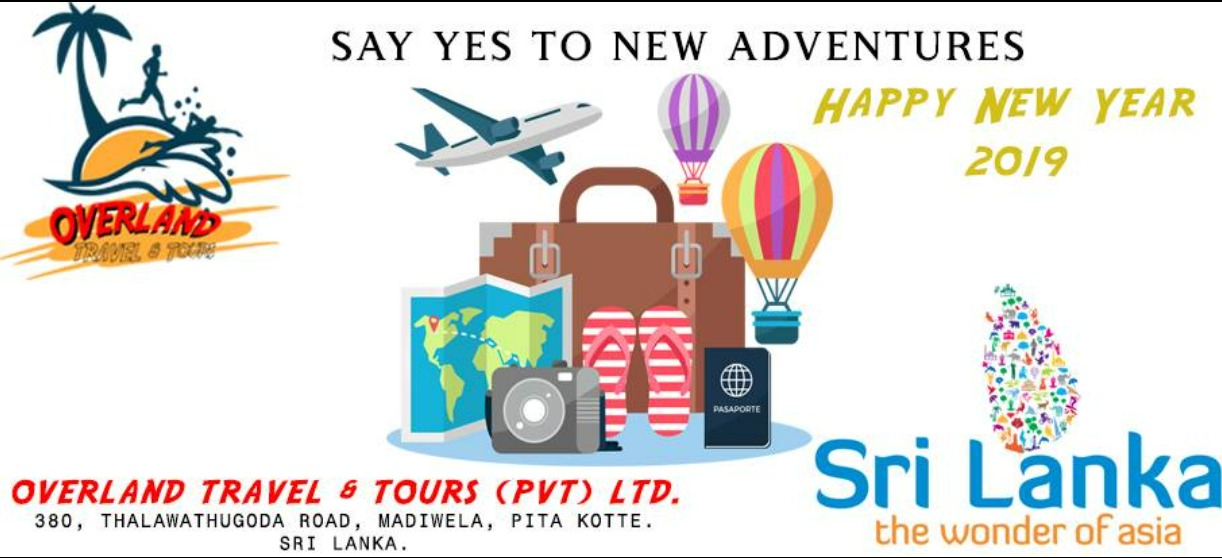 SAY YES TO NEW ADVENTURES
HAPPY NEW YEAR
2019
OVERLAND
TRAVEL & TOURS
PASAPORTE
Sri Lanka
the wonder of asia
OVERLAND TRAVEL & TOURS (PVT) LTD.
380, THALAWATHUGODA ROAD, MADIWELA, PITA KOTTE.
SRI LANKA.